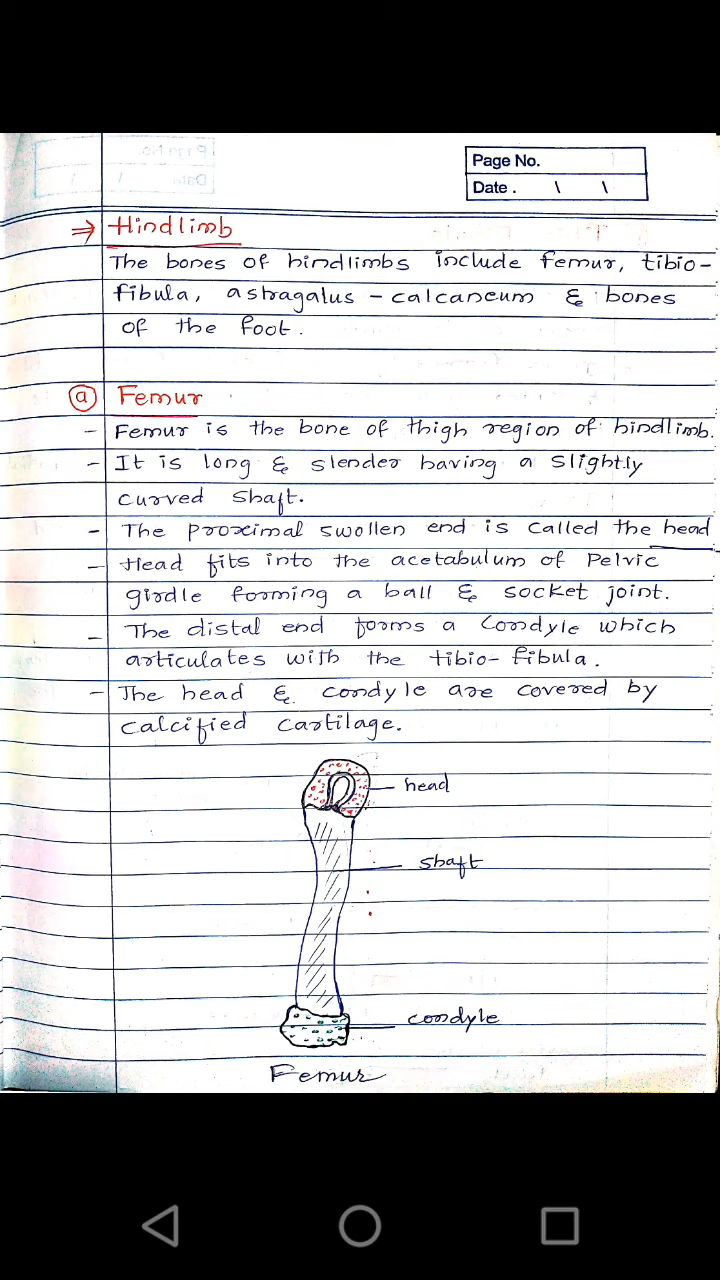 Page No.
Date. \ \
⇒ Hindlimb
The bones of hindlimbs include femur, tibio-
fibula, astragalus - calcaneum & bones
of the foot.
(a) Femur
- Femur is the bone of thigh region of hindlimb.
- It is long & slender having a slightly
curved shaft.
- The proximal swollen end is called the head
- Head fits into the acetabulum of Pelvic
girdle forming a ball & socket joint.
- The distal end forms a Condyle which
articulates with the tibio-fibula.
- The head & condyle are covered by
calcified cartilage.
head
shaft
condyle
Femur